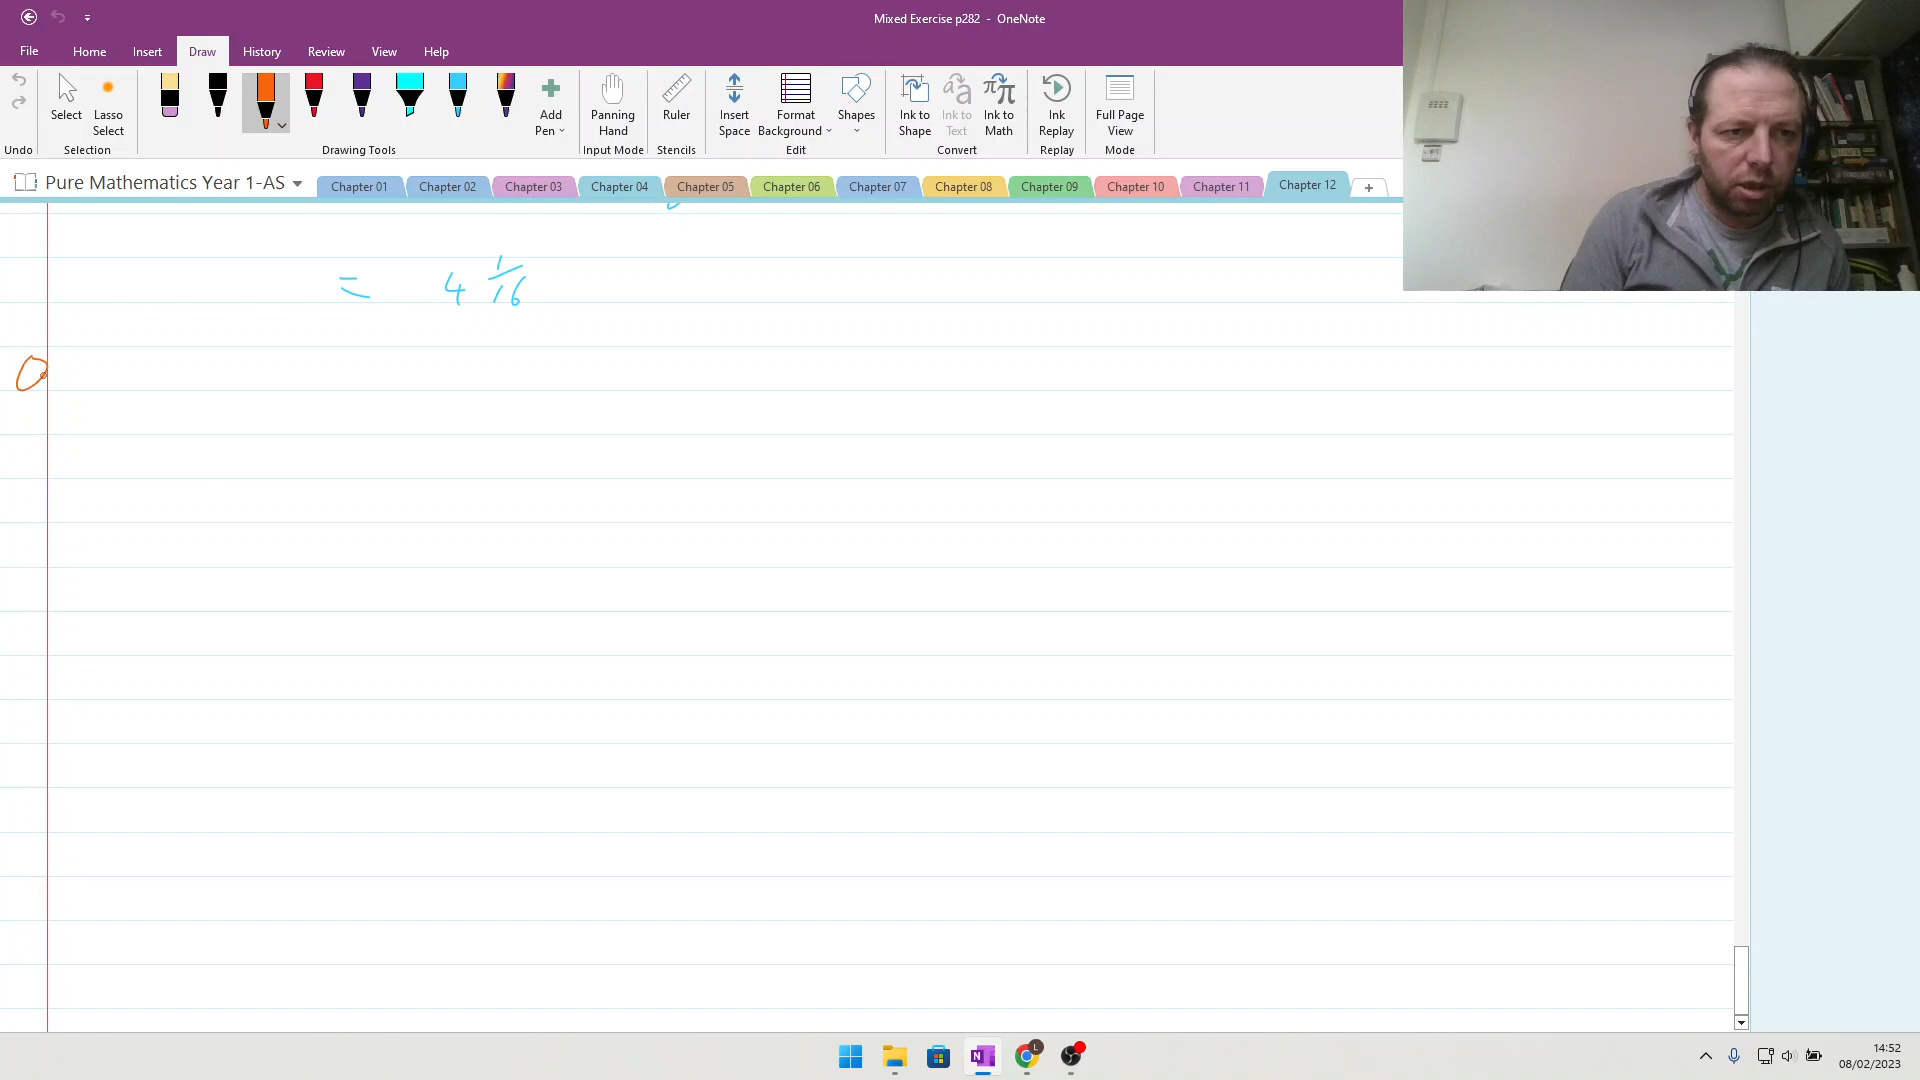 Mixed Exercise p282 - OneNote
File Home Insert Draw History Review View Help
Select Lasso Select Add Pen Panning Hand Ruler Insert Space Format Background Shapes Ink to Shape Ink to Text Ink to Math Ink Replay Full Page View
Undo Selection Drawing Tools Input Mode Stencils Edit Convert Replay Mode
Pure Mathematics Year 1-AS Chapter 01 Chapter 02 Chapter 03 Chapter 04 Chapter 05 Chapter 06 Chapter 07 Chapter 08 Chapter 09 Chapter 10 Chapter 11 Chapter 12 +
= 4 1/16
14:52
08/02/2023